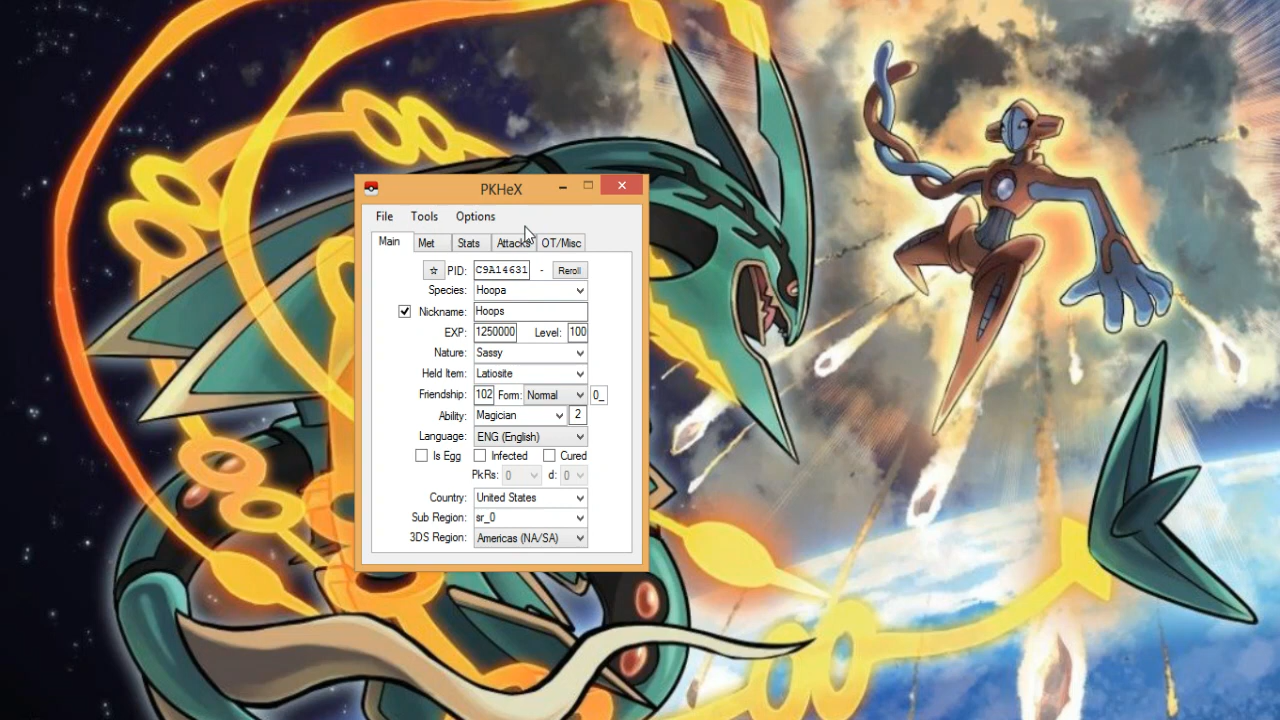 PKHeX
File Tools Options
Main Met Stats Attacks OT/Misc
☆ PID: C9A14631 - Reroll
Species: Hoopa
Nickname: Hoops
EXP: 1250000 Level: 100
Nature: Sassy
Held Item: Latiosite
Friendship: 102 Form: Normal 0_
Ability: Magician 2
Language: ENG (English)
Is Egg Infected Cured
PkRs: 0 d: 0
Country: United States
Sub Region: sr_0
3DS Region: Americas (NA/SA)